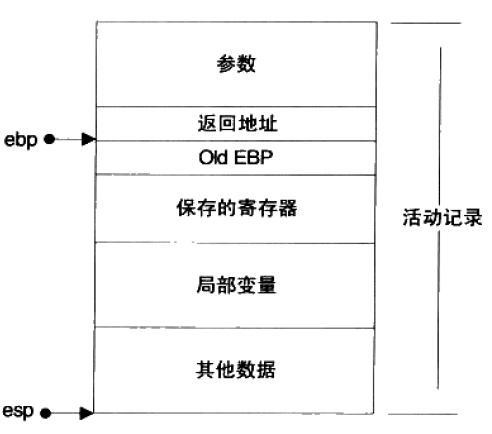 参数
返回地址
ebp
Old EBP
保存的寄存器
活动记录
局部变量
其他数据
esp